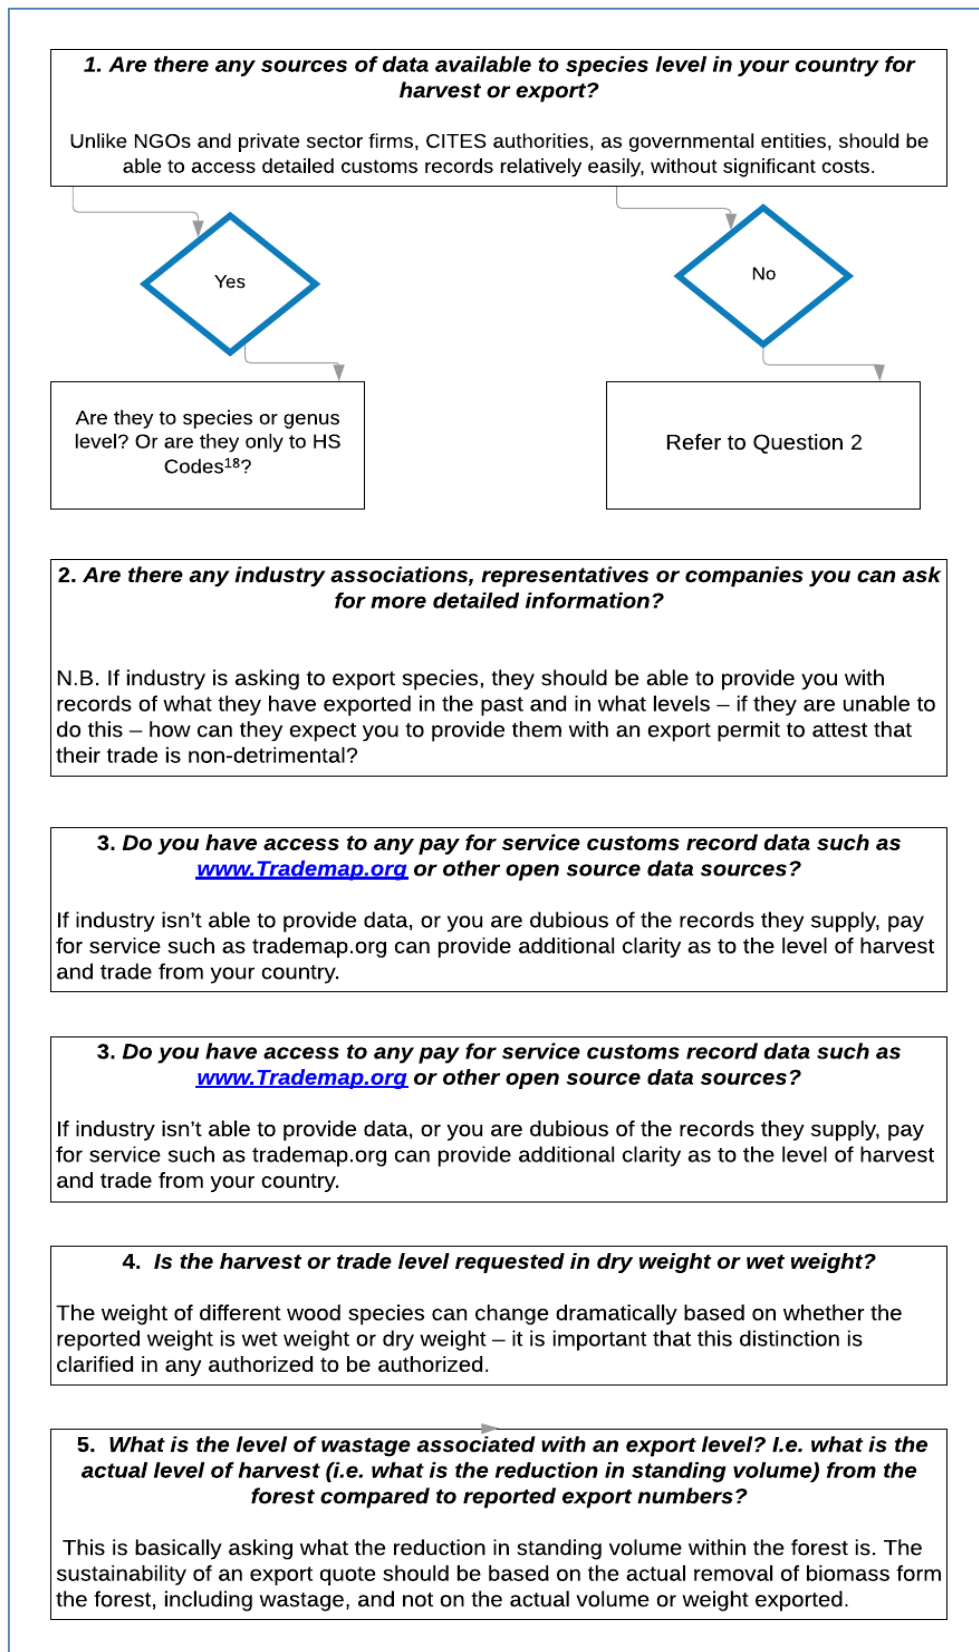 1. Are there any sources of data available to species level in your country for
harvest or export?
Unlike NGOs and private sector firms, CITES authorities, as governmental entities, should be
able to access detailed customs records relatively easily, without significant costs.
Yes
No
Are they to species or genus
level? Or are they only to HS
Codes¹⁸?
Refer to Question 2
2. Are there any industry associations, representatives or companies you can ask
for more detailed information?
N.B. If industry is asking to export species, they should be able to provide you with
records of what they have exported in the past and in what levels – if they are unable to
do this – how can they expect you to provide them with an export permit to attest that
their trade is non-detrimental?
3. Do you have access to any pay for service customs record data such as
www.Trademap.org or other open source data sources?
If industry isn’t able to provide data, or you are dubious of the records they supply, pay
for service such as trademap.org can provide additional clarity as to the level of harvest
and trade from your country.
3. Do you have access to any pay for service customs record data such as
www.Trademap.org or other open source data sources?
If industry isn’t able to provide data, or you are dubious of the records they supply, pay
for service such as trademap.org can provide additional clarity as to the level of harvest
and trade from your country.
4. Is the harvest or trade level requested in dry weight or wet weight?
The weight of different wood species can change dramatically based on whether the
reported weight is wet weight or dry weight – it is important that this distinction is
clarified in any authorized to be authorized.
5. What is the level of wastage associated with an export level? I.e. what is the
actual level of harvest (i.e. what is the reduction in standing volume) from the
forest compared to reported export numbers?
This is basically asking what the reduction in standing volume within the forest is. The
sustainability of an export quote should be based on the actual removal of biomass form
the forest, including wastage, and not on the actual volume or weight exported.